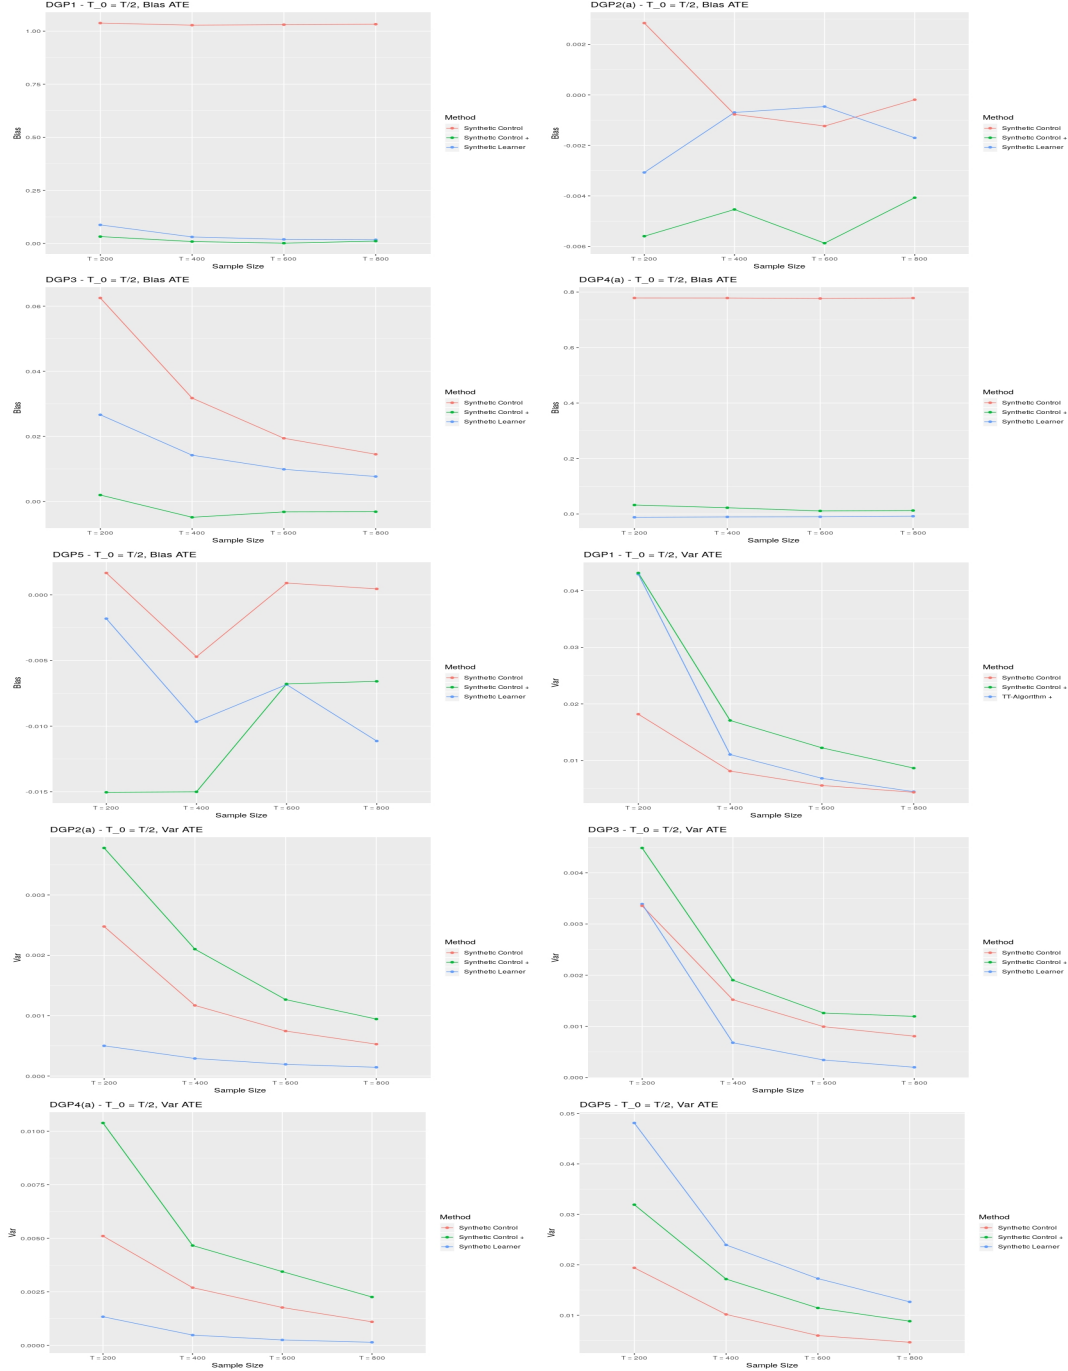 DGP1 - T_0 = T/2, Bias ATE
1.00
0.75
0.50
0.25
0.00
Bias
T = 200
T = 400
T = 600
T = 800
Sample Size
Method
Synthetic Control
Synthetic Control +
Synthetic Learner
DGP2(a) - T_0 = T/2, Bias ATE
0.002
0.000
-0.002
-0.004
-0.006
Bias
T = 200
T = 400
T = 600
T = 800
Sample Size
Method
Synthetic Control
Synthetic Control +
Synthetic Learner
DGP3 - T_0 = T/2, Bias ATE
0.06
0.04
0.02
0.00
Bias
T = 200
T = 400
T = 600
T = 800
Sample Size
Method
Synthetic Control
Synthetic Control +
Synthetic Learner
DGP4(a) - T_0 = T/2, Bias ATE
0.8
0.6
0.4
0.2
0.0
Bias
T = 200
T = 400
T = 600
T = 800
Sample Size
Method
Synthetic Control
Synthetic Control +
Synthetic Learner
DGP5 - T_0 = T/2, Bias ATE
0.000
-0.005
-0.010
-0.015
Bias
T = 200
T = 400
T = 600
T = 800
Sample Size
Method
Synthetic Control
Synthetic Control +
Synthetic Learner
DGP1 - T_0 = T/2, Var ATE
0.04
0.03
0.02
0.01
Var
T = 200
T = 400
T = 600
T = 800
Sample Size
Method
Synthetic Control
Synthetic Control +
TT-Algorithm +
DGP2(a) - T_0 = T/2, Var ATE
0.003
0.002
0.001
0.000
Var
T = 200
T = 400
T = 600
T = 800
Sample Size
Method
Synthetic Control
Synthetic Control +
Synthetic Learner
DGP3 - T_0 = T/2, Var ATE
0.004
0.003
0.002
0.001
0.000
Var
T = 200
T = 400
T = 600
T = 800
Sample Size
Method
Synthetic Control
Synthetic Control +
Synthetic Learner
DGP4(a) - T_0 = T/2, Var ATE
0.0100
0.0075
0.0050
0.0025
0.0000
Var
T = 200
T = 400
T = 600
T = 800
Sample Size
Method
Synthetic Control
Synthetic Control +
Synthetic Learner
DGP5 - T_0 = T/2, Var ATE
0.05
0.04
0.03
0.02
0.01
Var
T = 200
T = 400
T = 600
T = 800
Sample Size
Method
Synthetic Control
Synthetic Control +
Synthetic Learner